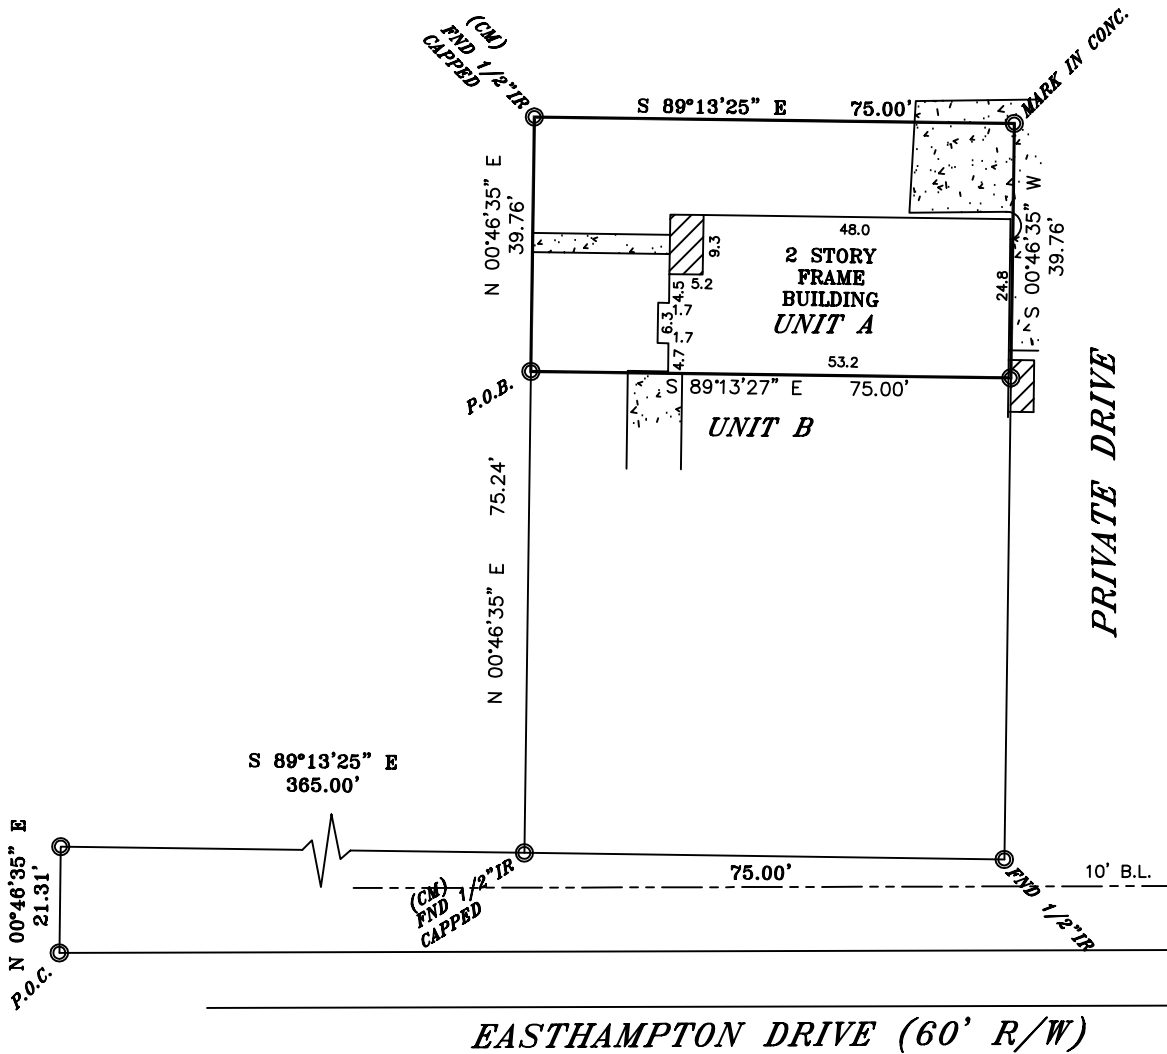 (CM)
FND 1/2"IR
CAPPED
MARK IN CONC.
S 89°13'25" E 75.00'
N 00°46'35" E
39.76'
S 00°46'35" W
39.76'
48.0
9.3
2 STORY
FRAME
BUILDING
UNIT A
5.2
4.5
1.7
6.3
1.7
4.7
24.8
53.2
S 89°13'27" E 75.00'
P.O.B.
UNIT B
PRIVATE DRIVE
N 00°46'35" E 75.24'
S 89°13'25" E
365.00'
N 00°46'35" E
21.31'
75.00'
10' B.L.
(CM)
FND 1/2"IR
CAPPED
FND 1/2"IR
P.O.C.
EASTHAMPTON DRIVE (60' R/W)